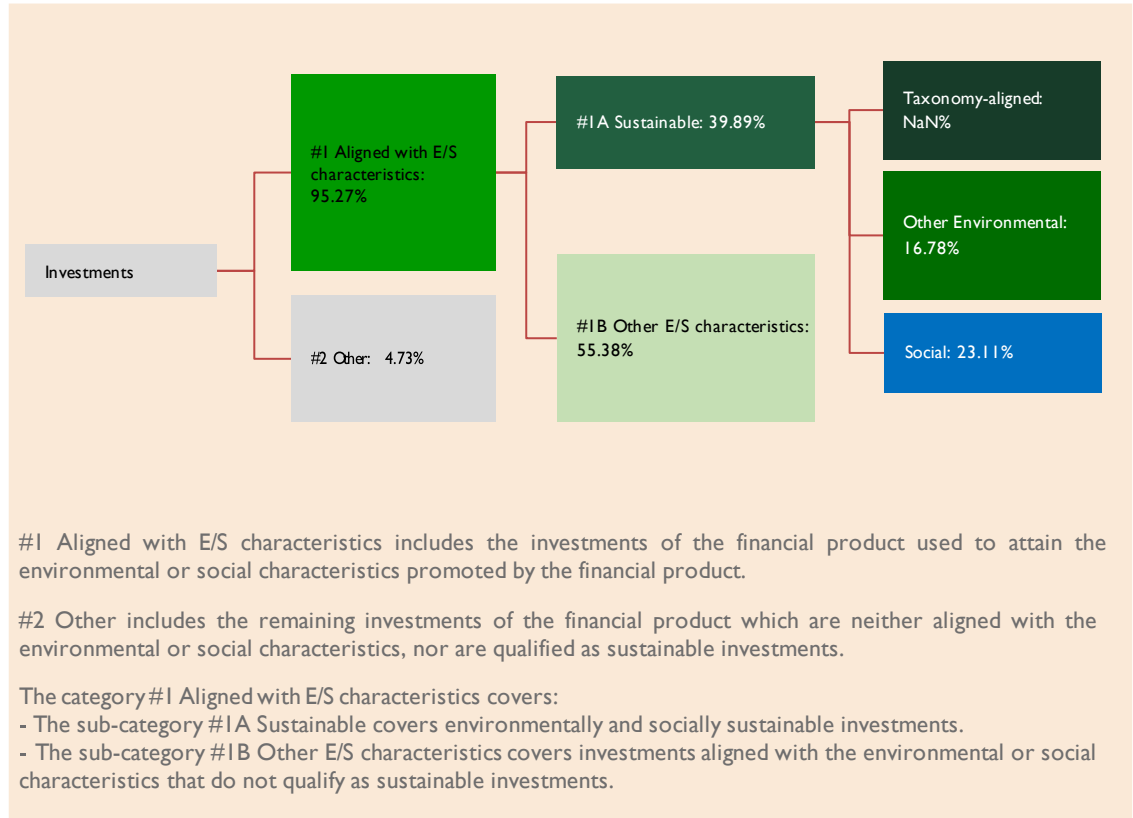 Investments
#1 Aligned with E/S
characteristics:
95.27%
#2 Other: 4.73%
#1A Sustainable: 39.89%
#1B Other E/S characteristics:
55.38%
Taxonomy-aligned:
NaN%
Other Environmental:
16.78%
Social: 23.11%
#1 Aligned with E/S characteristics includes the investments of the financial product used to attain the
environmental or social characteristics promoted by the financial product.
#2 Other includes the remaining investments of the financial product which are neither aligned with the
environmental or social characteristics, nor are qualified as sustainable investments.
The category #1 Aligned with E/S characteristics covers:
- The sub-category #1A Sustainable covers environmentally and socially sustainable investments.
- The sub-category #1B Other E/S characteristics covers investments aligned with the environmental or social
characteristics that do not qualify as sustainable investments.